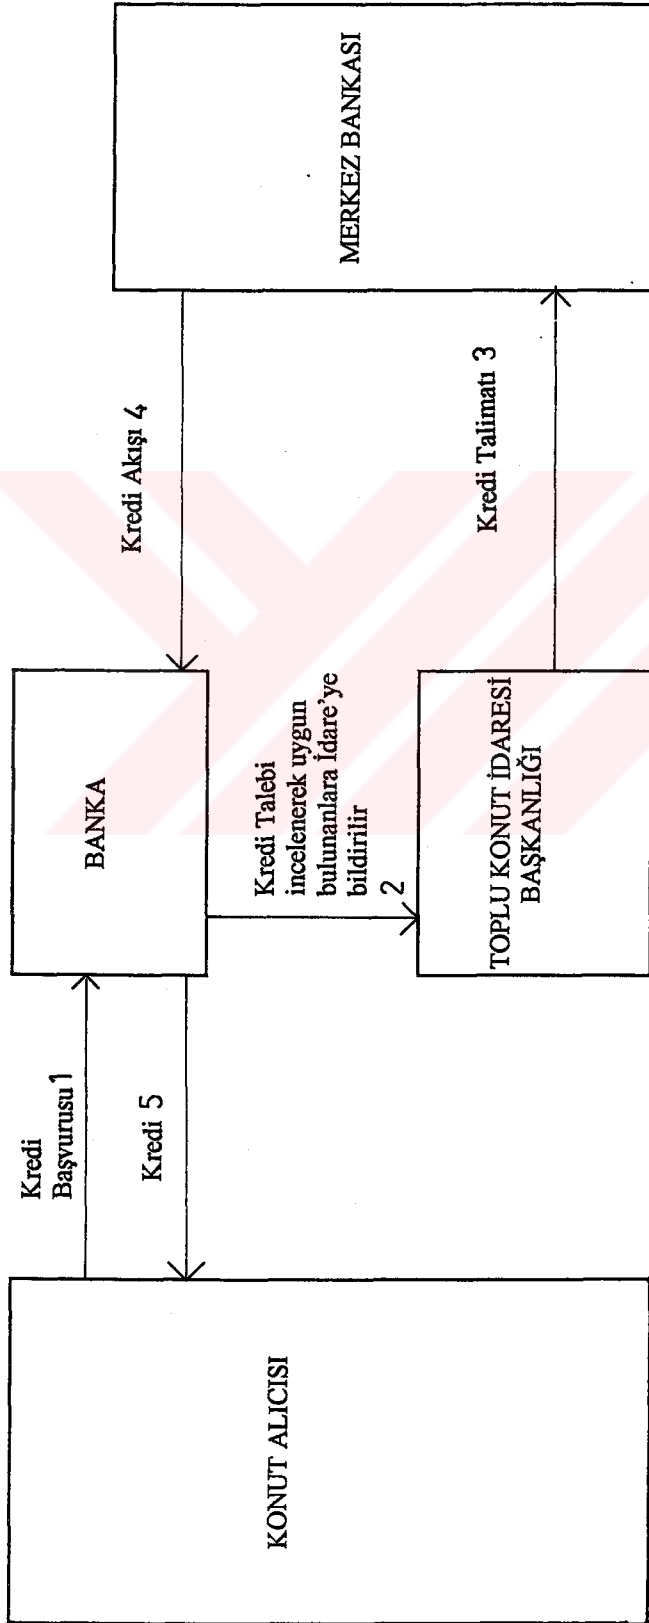 KONUT ALICISI
Kredi
Başvurusu 1
Kredi 5
BANKA
Kredi Talebi
incelenerek uygun
bulunanlara İdare'ye
bildirilir
2
TOPLU KONUT İDARESİ
BAŞKANLIĞI
Kredi Akışı 4
Kredi Talimatı 3
MERKEZ BANKASI